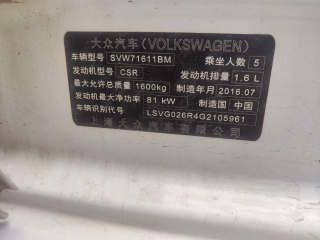 大众汽车(VOLKSWAGEN)
车辆型号 SVW71611BM 乘坐人数 5
发动机型号 CSR 发动机排量 1.6 L
最大允许总质量 1600kg 制造年月 2016.07
发动机最大净功率 81 kW 制造国 中国
车辆识别代号 LSVG026R4G2105961
上海大众汽车有限公司